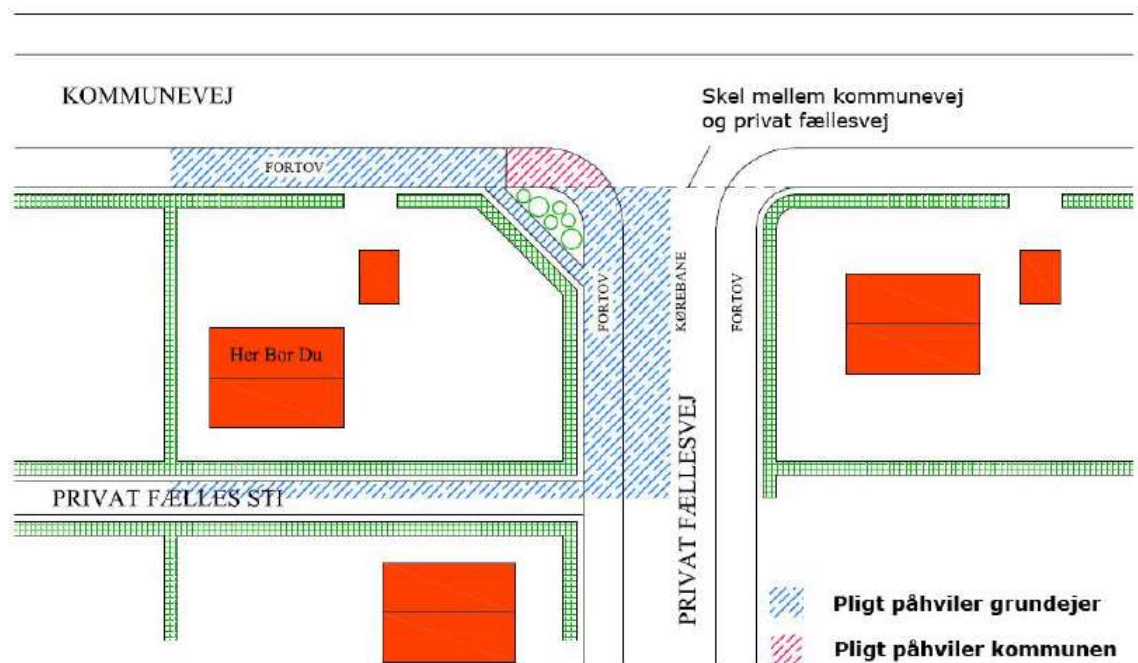 KOMMUNEVEJ
Skel mellem kommunevej
og privat fællesvej
FORTOV
FORTOV
KØREBANE
FORTOV
Her Bor Du
PRIVAT FÆLLESVEJ
PRIVAT FÆLLES STI
Pligt påhviler grundejer
Pligt påhviler kommunen